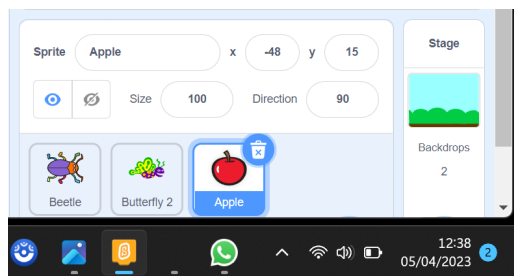 Sprite Apple x -48 y 15
Size 100 Direction 90
Stage
Backdrops
2
Beetle Butterfly 2 Apple
12:38
05/04/2023
2